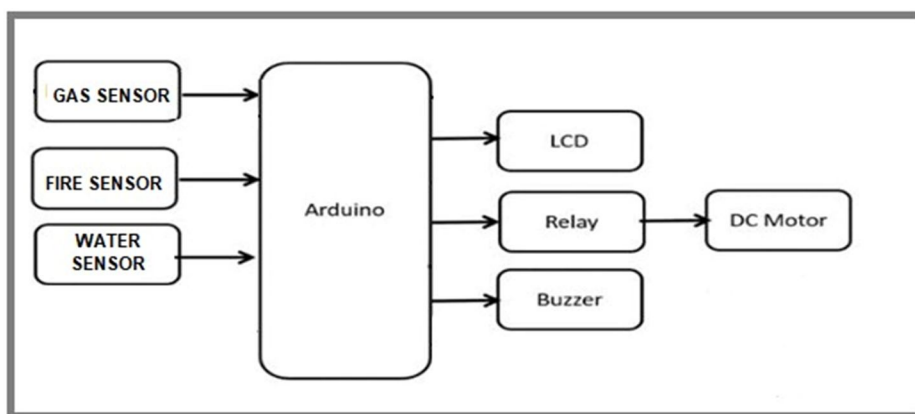 GAS SENSOR
FIRE SENSOR
WATER
SENSOR
Arduino
LCD
Relay
DC Motor
Buzzer